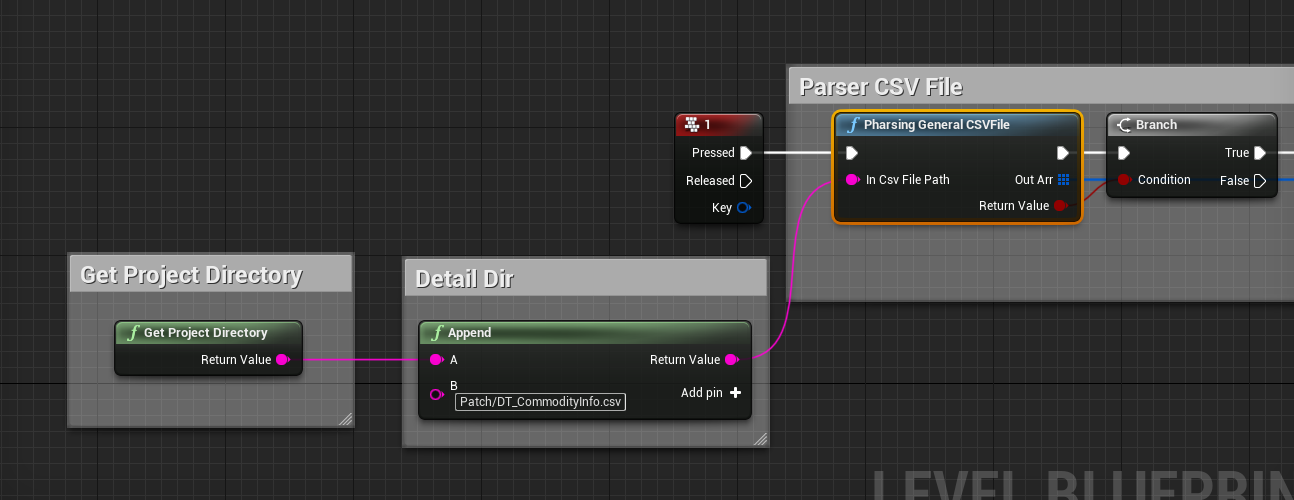 Parser CSV File
1
Pressed
Released
Key
f Pharsing General CSVFile
In Csv File Path
Out Arr
Return Value
Branch
True
Condition
False
Get Project Directory
f Get Project Directory
Return Value
Detail Dir
f Append
A
Return Value
B
Patch/DT_CommodityInfo.csv
Add pin
LEVEL BLUEPRIN